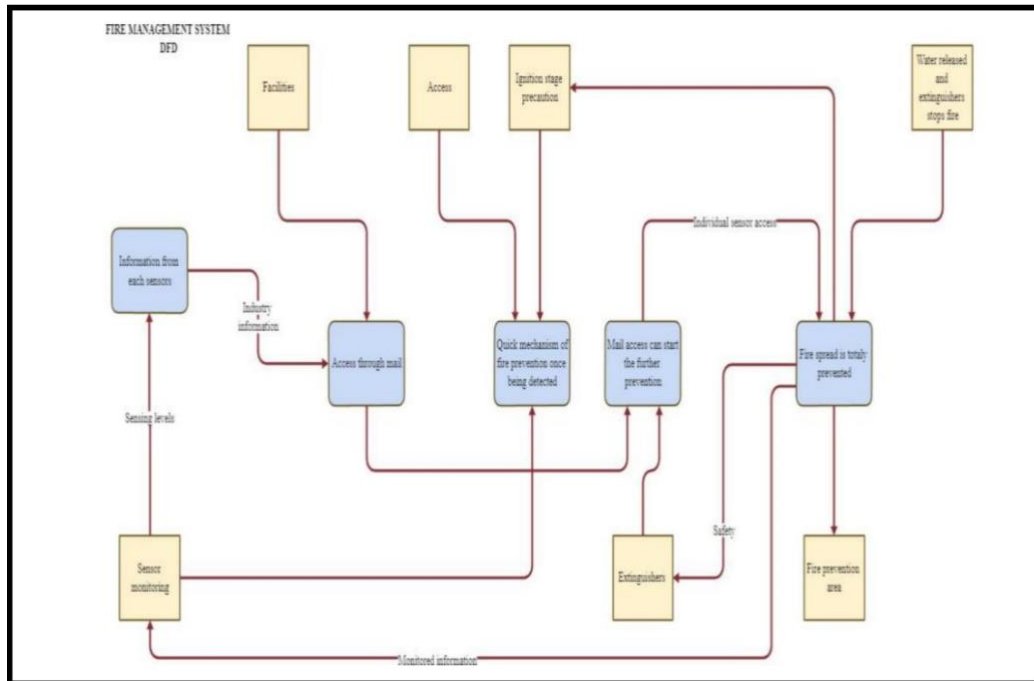 FIRE MANAGEMENT SYSTEM
DFD
Facilities
Access
Ignition stage
precaution
Water released
and
extinguishers
stops fire
Individual sensor access
Information from
each sensors
Industry
information
Access through mail
Quick mechanism of
fire prevention once
being detected
Mail access can start
the further
prevention
Fire spread is totaly
prevented
Sensing levels
Safety
Sensor
monitoring
Extinguishers
Fire prevention
area
Monitored information